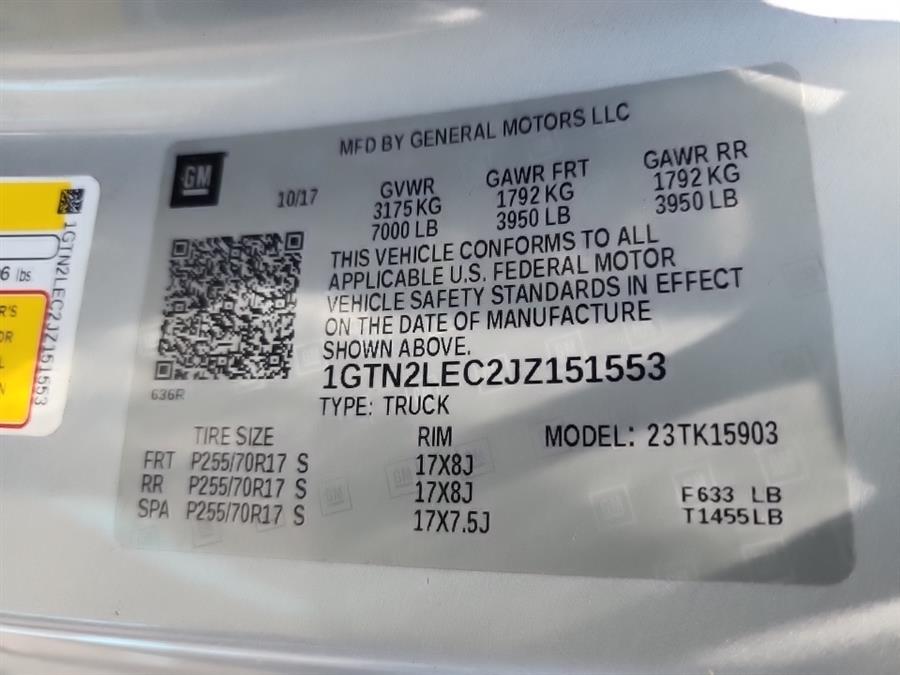 MFD BY GENERAL MOTORS LLC
GM
10/17
GVWR
3175 KG
7000 LB
GAWR FRT
1792 KG
3950 LB
GAWR RR
1792 KG
3950 LB
THIS VEHICLE CONFORMS TO ALL
APPLICABLE U.S. FEDERAL MOTOR
VEHICLE SAFETY STANDARDS IN EFFECT
ON THE DATE OF MANUFACTURE
SHOWN ABOVE.
1GTN2LEC2JZ151553
636R
TYPE: TRUCK
TIRE SIZE RIM MODEL: 23TK15903
FRT P255/70R17 S 17X8J
RR P255/70R17 S 17X8J F633 LB
SPA P255/70R17 S 17X7.5J T1455LB
lbs
1GTN2LEC2JZ151553